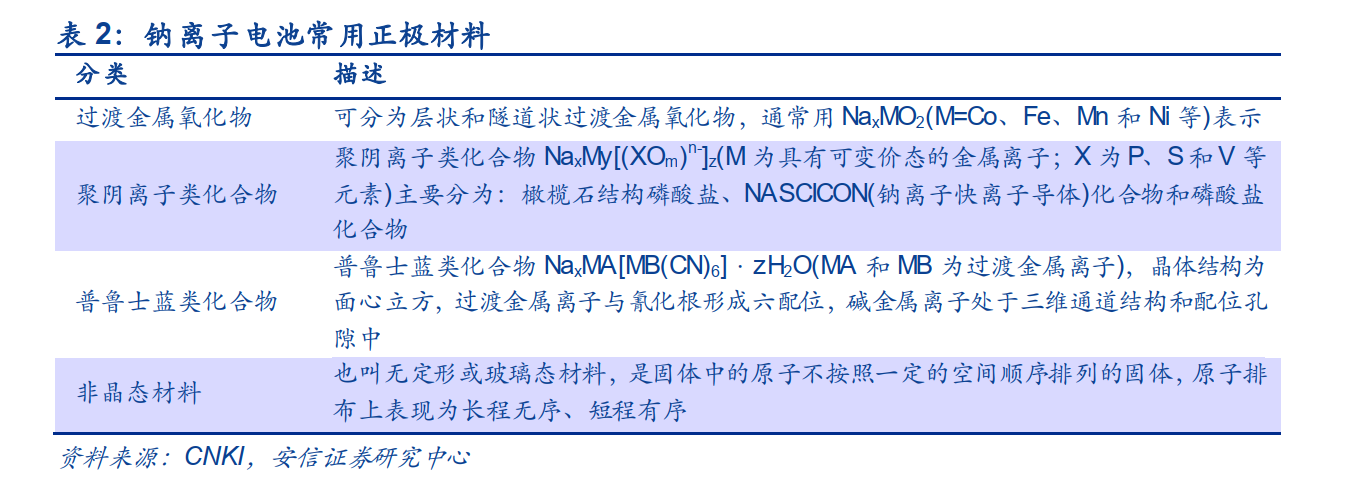 表 2：钠离子电池常用正极材料
分类 描述
过渡金属氧化物 可分为层状和隧道状过渡金属氧化物，通常用 NaxMO2(M=Co、Fe、Mn 和 Ni 等)表示
聚阴离子类化合物 NaxMy[(XOm)n-]z(M 为具有可变价态的金属离子；X 为 P、S 和 V 等
聚阴离子类化合物 元素)主要分为：橄榄石结构磷酸盐、NASCICON(钠离子快离子导体)化合物和磷酸盐
化合物
普鲁士蓝类化合物 NaxMA[MB(CN)6]·zH2O(MA 和 MB 为过渡金属离子)，晶体结构为
普鲁士蓝类化合物 面心立方，过渡金属离子与氰化根形成六配位，碱金属离子处于三维通道结构和配位孔
隙中
也叫无定形或玻璃态材料，是固体中的原子不按照一定的空间顺序排列的固体，原子排
非晶态材料
布上表现为长程无序、短程有序
资料来源：CNKI，安信证券研究中心